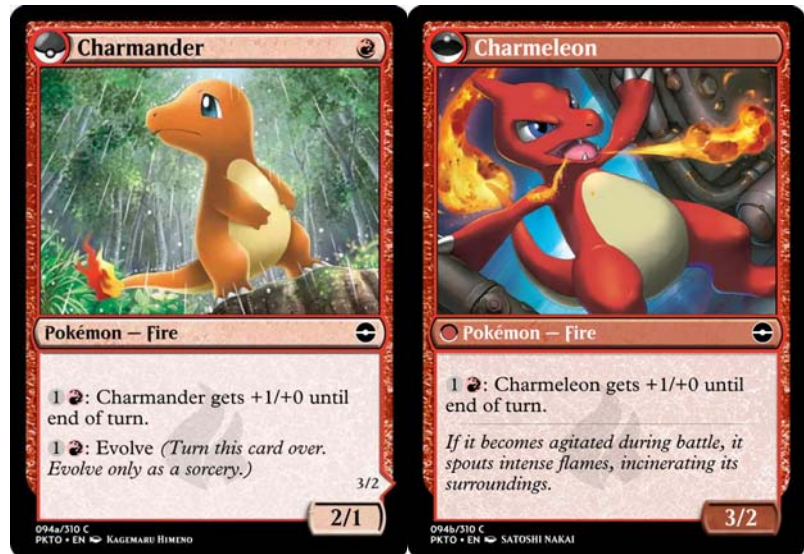 Charmander
Pokémon — Fire
1 : Charmander gets +1/+0 until
end of turn.
1 : Evolve (Turn this card over.
Evolve only as a sorcery.)
3/2
2/1
094a/310 C
PKTO • EN KAGEMARU HIMENO
Charmeleon
Pokémon — Fire
1 : Charmeleon gets +1/+0 until
end of turn.
If it becomes agitated during battle, it
spouts intense flames, incinerating its
surroundings.
3/2
094b/310 C
PKTO • EN SATOSHI NAKAI